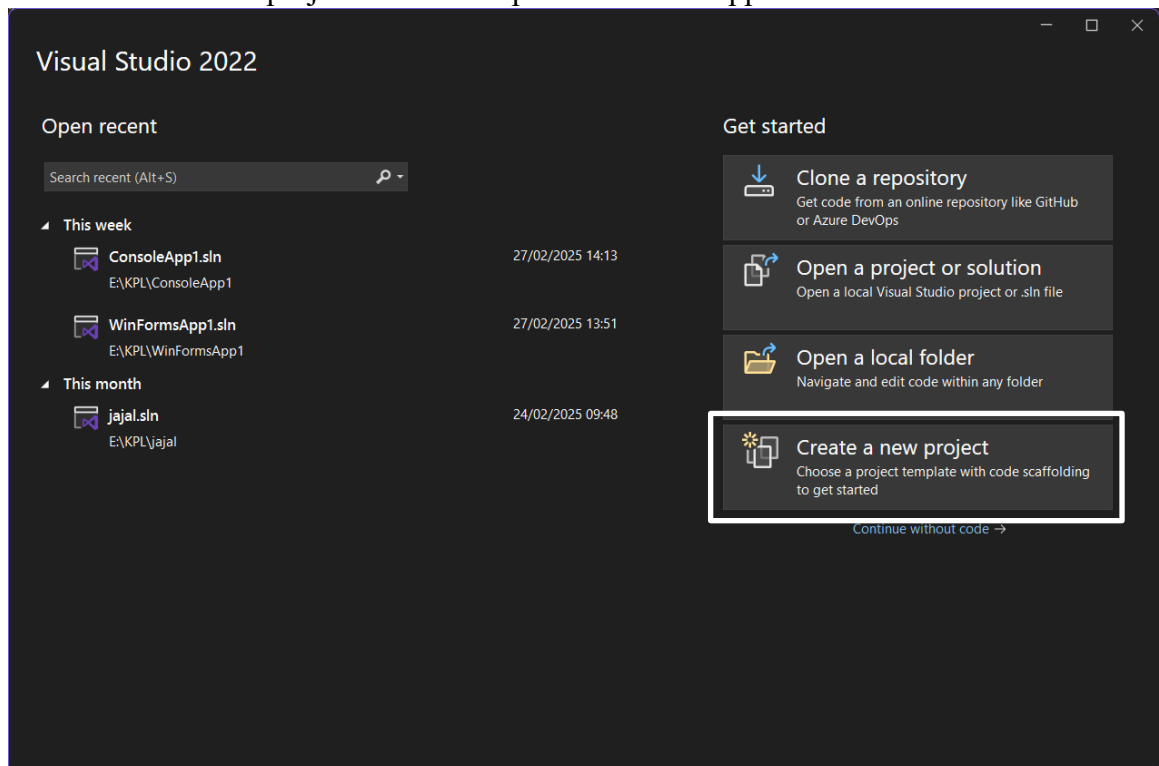 Visual Studio 2022
Open recent
Search recent (Alt+S)
This week
ConsoleApp1.sln
27/02/2025 14:13
E:\KPL\ConsoleApp1
WinFormsApp1.sln
27/02/2025 13:51
E:\KPL\WinFormsApp1
This month
jajal.sln
24/02/2025 09:48
E:\KPL\jajal
Get started
Clone a repository
Get code from an online repository like GitHub
or Azure DevOps
Open a project or solution
Open a local Visual Studio project or .sln file
Open a local folder
Navigate and edit code within any folder
Create a new project
Choose a project template with code scaffolding
to get started
Continue without code →